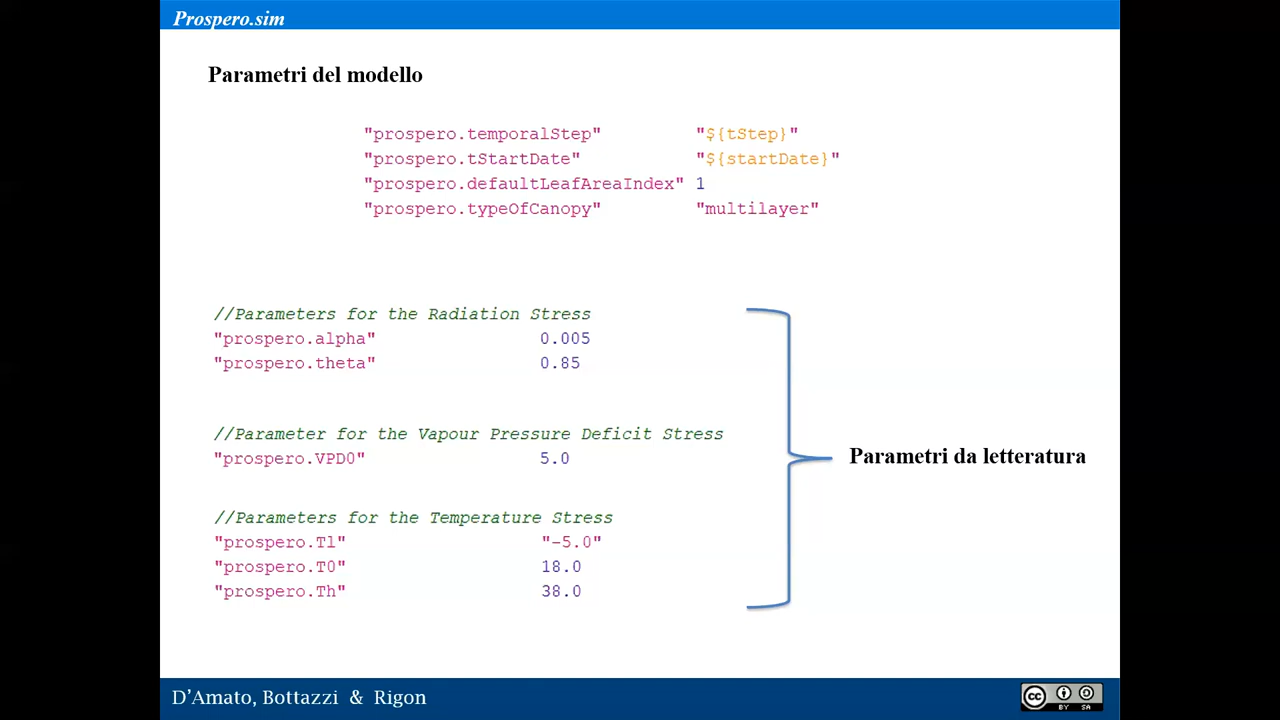 Prospero.sim
Parametri del modello
"prospero.temporalStep" "${tStep}"
"prospero.tStartDate" "${startDate}"
"prospero.defaultLeafAreaIndex" 1
"prospero.typeOfCanopy" "multilayer"
//Parameters for the Radiation Stress
"prospero.alpha" 0.005
"prospero.theta" 0.85
//Parameter for the Vapour Pressure Deficit Stress
"prospero.VPD0" 5.0
Parametri da letteratura
//Parameters for the Temperature Stress
"prospero.Tl" "-5.0"
"prospero.T0" 18.0
"prospero.Th" 38.0
D'Amato, Bottazzi & Rigon
cc BY SA